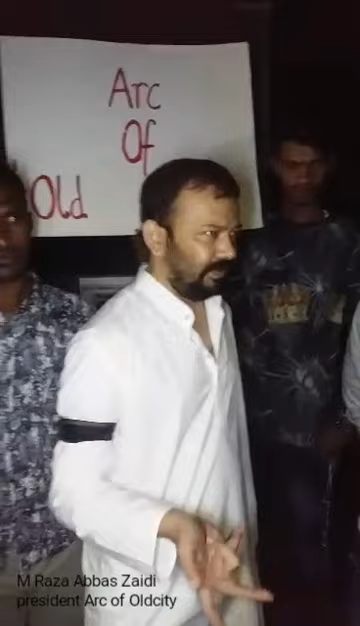 Arc
Of
Old
M Raza Abbas Zaidi
president Arc of Oldcity